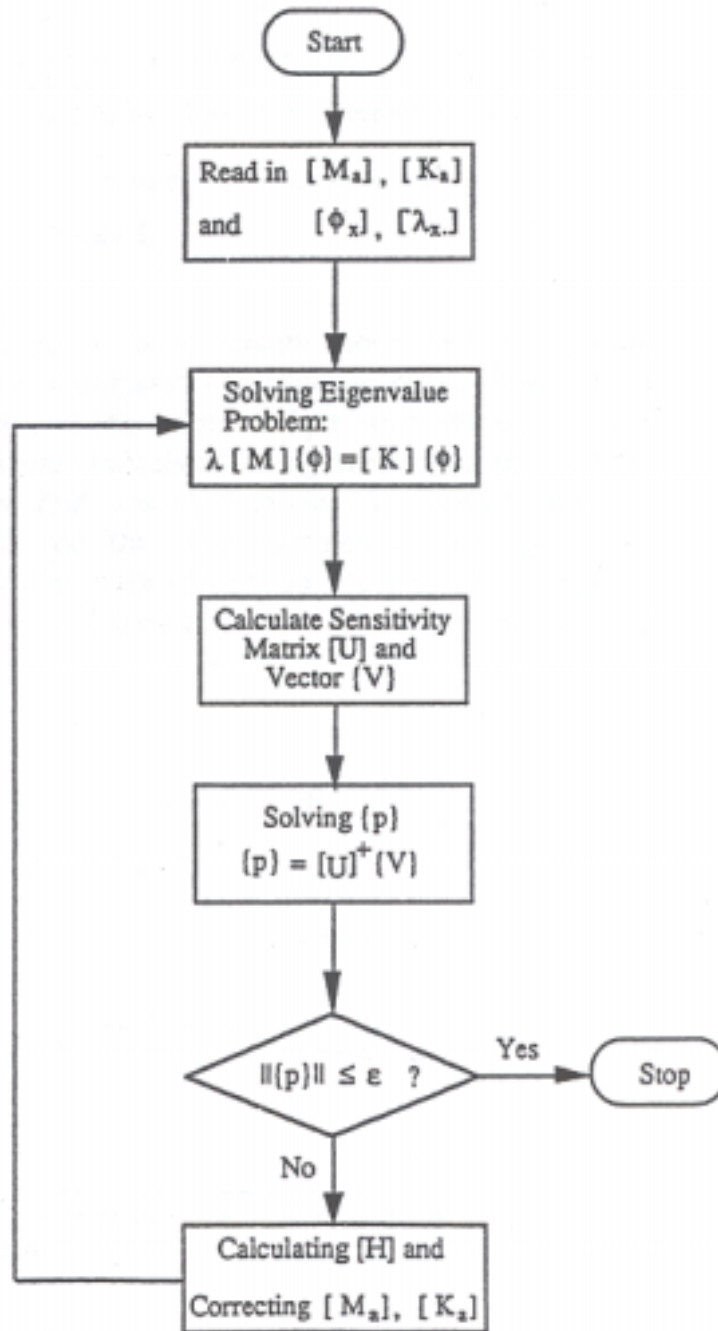 Start
Read in [Mₐ], [Kₐ]
and [ϕₓ], [λₓ.]
Solving Eigenvalue
Problem:
λ [M]{ϕ} = [K] {ϕ}
Calculate Sensitivity
Matrix [U] and
Vector {V}
Solving {p}
{p} = [U]⁺{V}
||{p}|| ≤ ε ?
Yes
Stop
No
Calculating [H] and
Correcting [Mₐ], [Kₐ]